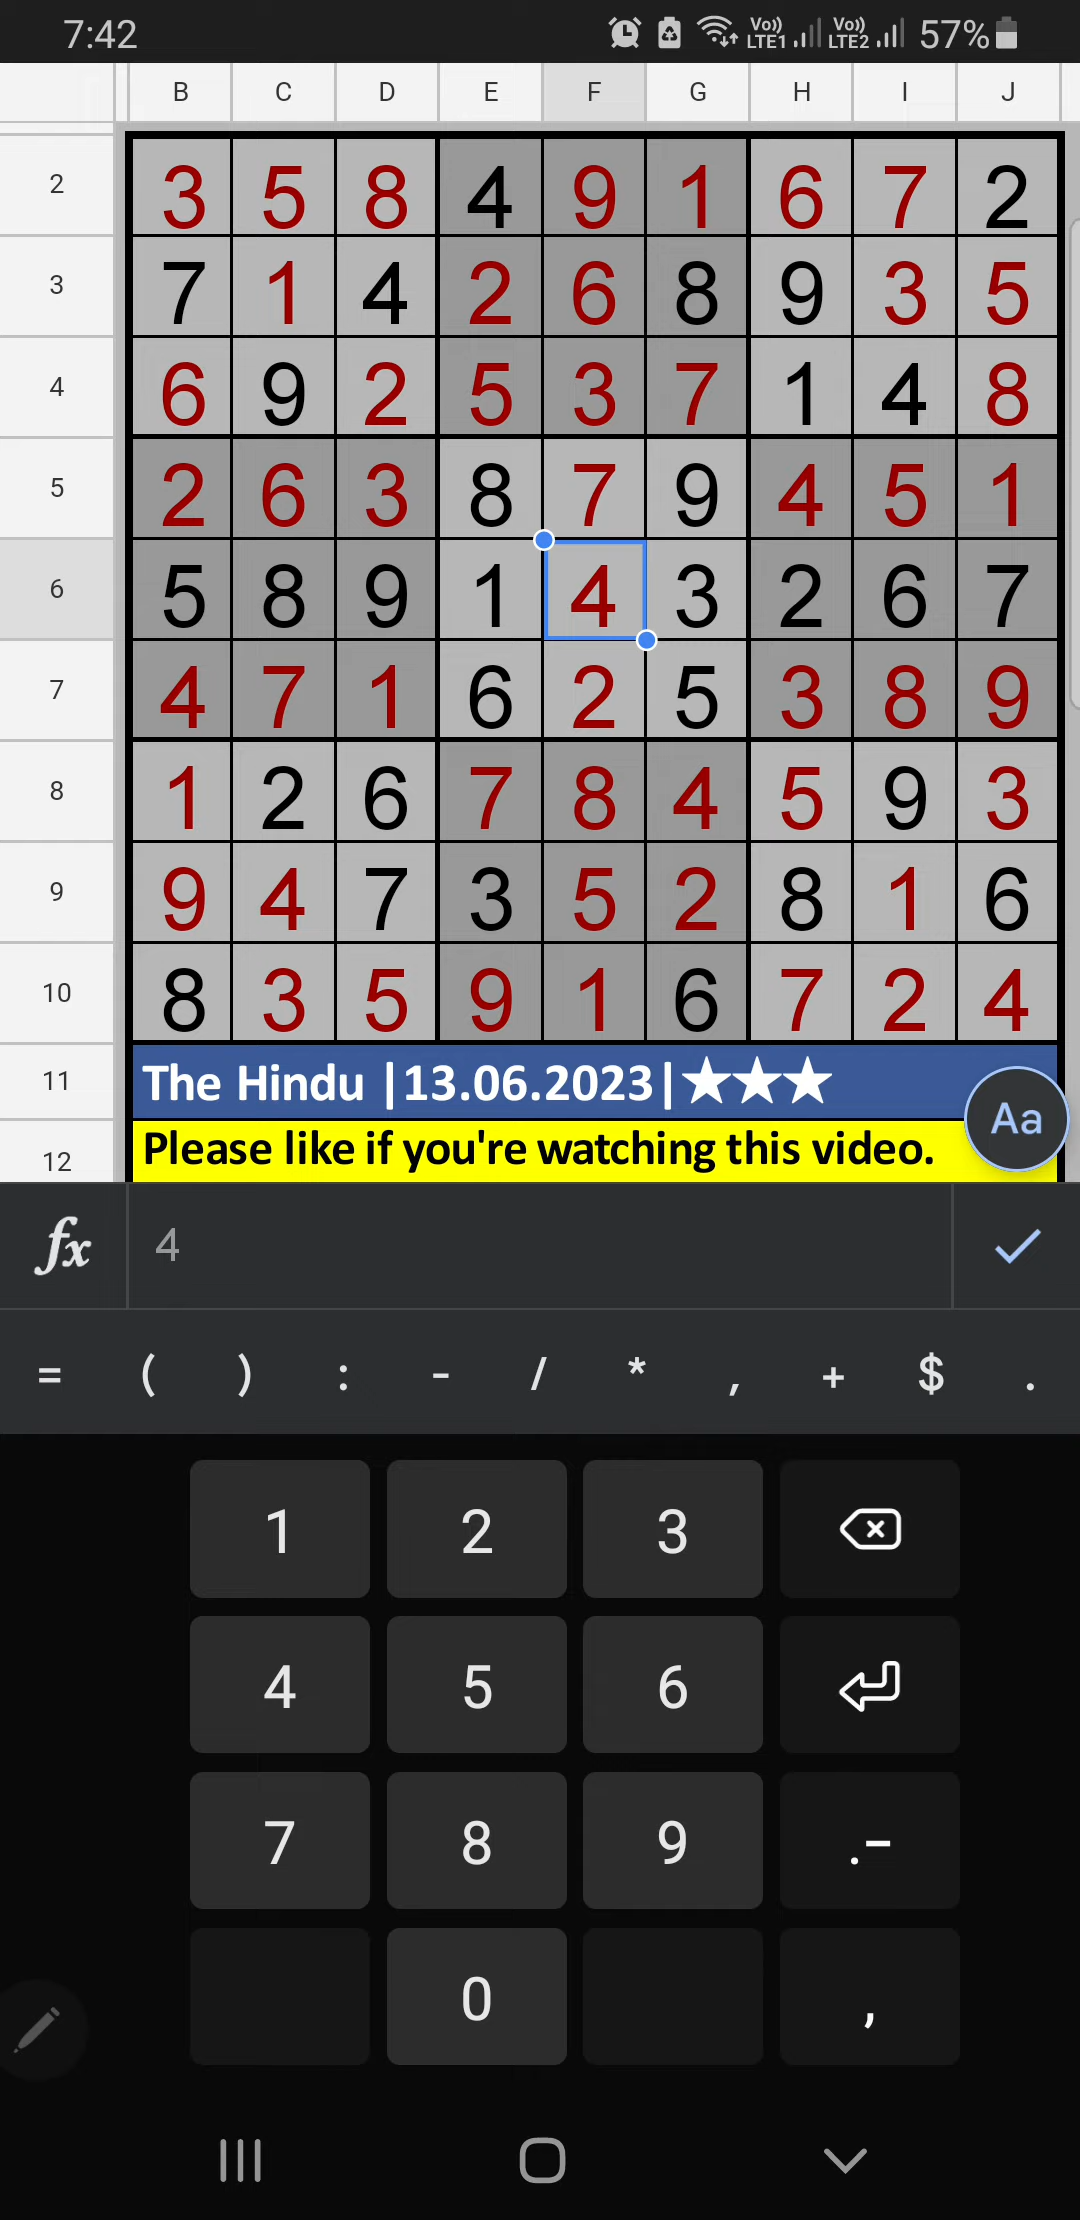 7:42 Vo)) LTE1 Vo)) LTE2 57%
B C D E F G H I J
2 3 5 8 4 9 1 6 7 2
3 7 1 4 2 6 8 9 3 5
4 6 9 2 5 3 7 1 4 8
5 2 6 3 8 7 9 4 5 1
6 5 8 9 1 4 3 2 6 7
7 4 7 1 6 2 5 3 8 9
8 1 2 6 7 8 4 5 9 3
9 9 4 7 3 5 2 8 1 6
10 8 3 5 9 1 6 7 2 4
11 The Hindu |13.06.2023|★★★
Aa
12 Please like if you're watching this video.
fx 4
= ( ) : - / * , + $ .
1 2 3
4 5 6
7 8 9 .-
0 ,